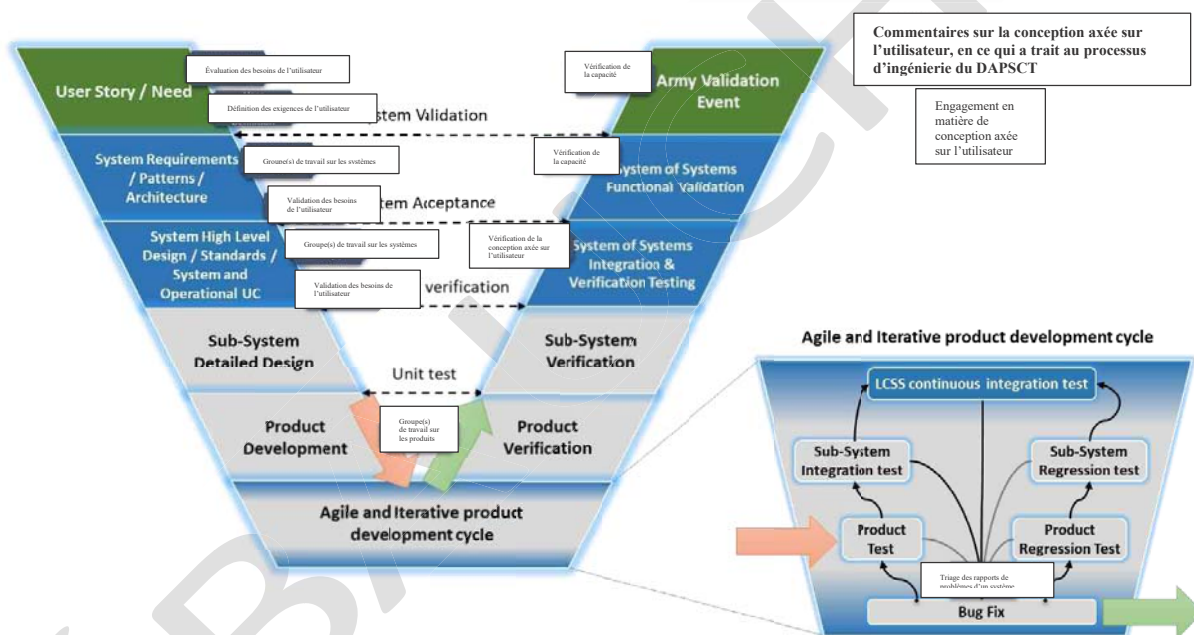 Commentaires sur la conception axée sur
l'utilisateur, en ce qui a trait au processus
d'ingénierie du DAPSCT
Engagement en
matière de
conception axée
sur l'utilisateur
User Story / Need
Évaluation des besoins de l'utilisateur
Définition des exigences de l'utilisateur
Vérification de
la capacité
Army Validation
Event
ystem Validation
System Requirements
/ Patterns /
Architecture
Groupe(s) de travail sur les systèmes
Validation des besoins
de l'utilisateur
Vérification de
la capacité
System of Systems
Functional Validation
tem Acceptance
System High Level
Design / Standards /
System and
Operational UC
Groupe(s) de travail sur les systèmes
Validation des besoins de
l'utilisateur
Vérification de la
conception axée sur
l'utilisateur
System of Systems
Integration &
Verification Testing
verification
Sub-System
Detailed Design
Sub-System
Verification
Unit test
Product
Development
Groupe(s)
de travail sur
les produits
Product
Verification
Agile and Iterative product
development cycle
Agile and Iterative product development cycle
LCSS continuous integration test
Sub-System
Integration test
Sub-System
Regression test
Product
Test
Product
Regression Test
Triage des rapports de
problèmes d'un système
Bug Fix